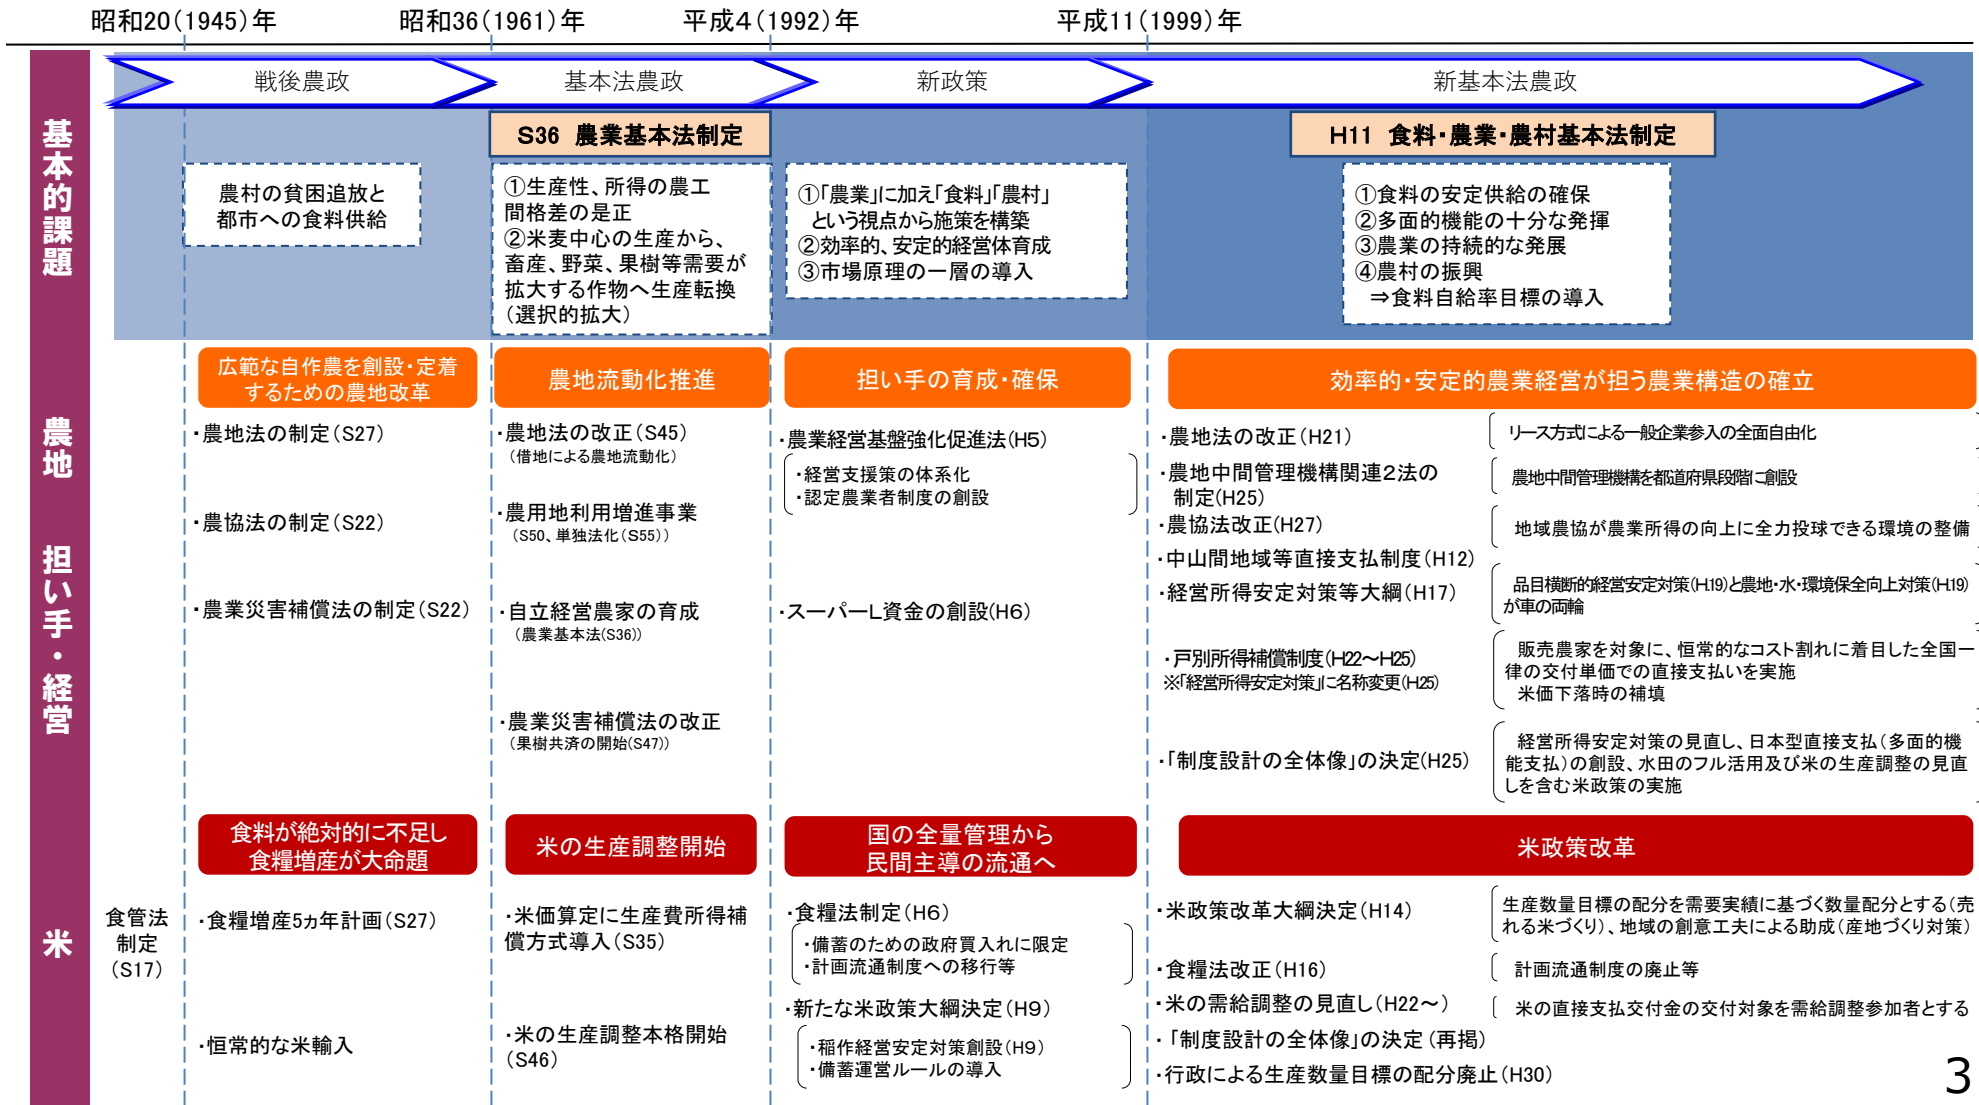 昭和20(1945)年
昭和36(1961)年
平成4(1992)年
平成11(1999)年
戦後農政
基本法農政
新政策
新基本法農政
基本的課題
農村の貧困追放と
都市への食料供給
S36 農業基本法制定
①生産性、所得の農工
間格差の是正
②米麦中心の生産から、
畜産、野菜、果樹等需要が
拡大する作物へ生産転換
(選択的拡大)
①「農業」に加え「食料」「農村」
という視点から施策を構築
②効率的、安定的経営体育成
③市場原理の一層の導入
H11 食料・農業・農村基本法制定
①食料の安定供給の確保
②多面的機能の十分な発揮
③農業の持続的な発展
④農村の振興
⇒食料自給率目標の導入
農地 担い手・経営
広範な自作農を創設・定着
するための農地改革
・農地法の制定(S27)
・農協法の制定(S22)
・農業災害補償法の制定(S22)
農地流動化推進
・農地法の改正(S45)
(借地による農地流動化)
・農用地利用増進事業
(S50、単独法化(S55))
・自立経営農家の育成
(農業基本法(S36))
・農業災害補償法の改正
(果樹共済の開始(S47))
担い手の育成・確保
・農業経営基盤強化促進法(H5)
・経営支援策の体系化
・認定農業者制度の創設
・スーパーL資金の創設(H6)
効率的・安定的農業経営が担う農業構造の確立
・農地法の改正(H21)
リース方式による一般企業参入の全面自由化
・農地中間管理機構関連2法の
制定(H25)
農地中間管理機構を都道府県段階に創設
・農協法改正(H27)
地域農協が農業所得の向上に全力投球できる環境の整備
・中山間地域等直接支払制度(H12)
・経営所得安定対策等大綱(H17)
品目横断的経営安定対策(H19)と農地・水・環境保全向上対策(H19)
が車の両輪
・戸別所得補償制度(H22~H25)
※「経営所得安定対策」に名称変更(H25)
販売農家を対象に、恒常的なコスト割れに着目した全国一
律の交付単価での直接支払いを実施
米価下落時の補填
・「制度設計の全体像」の決定(H25)
経営所得安定対策の見直し、日本型直接支払(多面的機
能支払)の創設、水田のフル活用及び米の生産調整の見直
しを含む米政策の実施
米
食管法
制定
(S17)
食料が絶対的に不足し
食糧増産が大命題
・食糧増産5ヵ年計画(S27)
・恒常的な米輸入
米の生産調整開始
・米価算定に生産費所得補
償方式導入(S35)
・米の生産調整本格開始
(S46)
国の全量管理から
民間主導の流通へ
・食糧法制定(H6)
・備蓄のための政府買入れに限定
・計画流通制度への移行等
・新たな米政策大綱決定(H9)
・稲作経営安定対策創設(H9)
・備蓄運営ルールの導入
米政策改革
・米政策改革大綱決定(H14)
生産数量目標の配分を需要実績に基づく数量配分とする(売
れる米づくり)、地域の創意工夫による助成(産地づくり対策)
・食糧法改正(H16)
計画流通制度の廃止等
・米の需給調整の見直し(H22~)
米の直接支払交付金の交付対象を需給調整参加者とする
・「制度設計の全体像」の決定(再掲)
・行政による生産数量目標の配分廃止(H30)
3